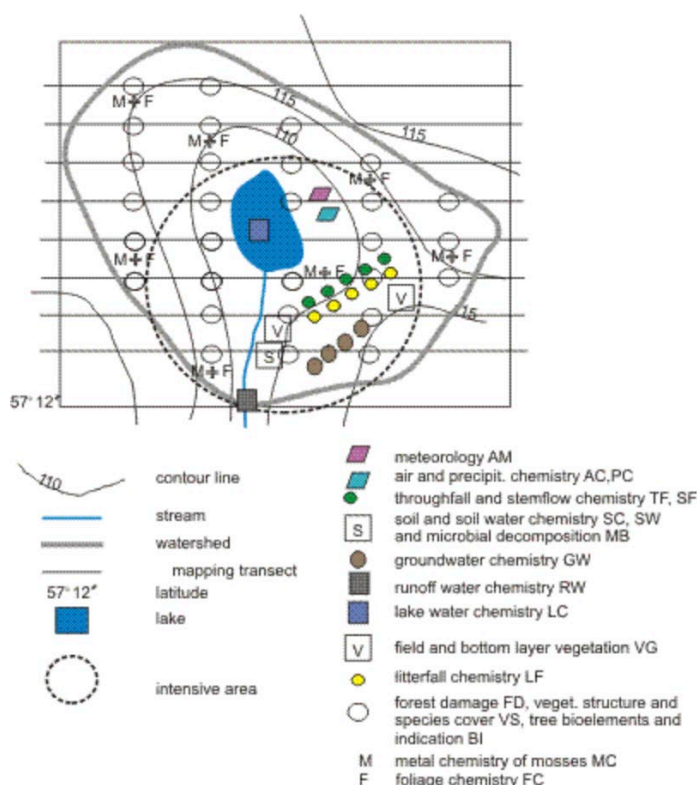 115
M + F
110
M + F
115
M + F
M + F
M + F
M + F
V
V
15
S
M + F
57° 12"
110 contour line
stream
watershed
mapping transect
57° 12" latitude
lake
intensive area
meteorology AM
air and precipit. chemistry AC,PC
throughfall and stemflow chemistry TF, SF
S soil and soil water chemistry SC, SW
and microbial decomposition MB
groundwater chemistry GW
runoff water chemistry RW
lake water chemistry LC
V field and bottom layer vegetation VG
litterfall chemistry LF
forest damage FD, veget. structure and
species cover VS, tree bioelements and
indication BI
M metal chemistry of mosses MC
F foliage chemistry FC